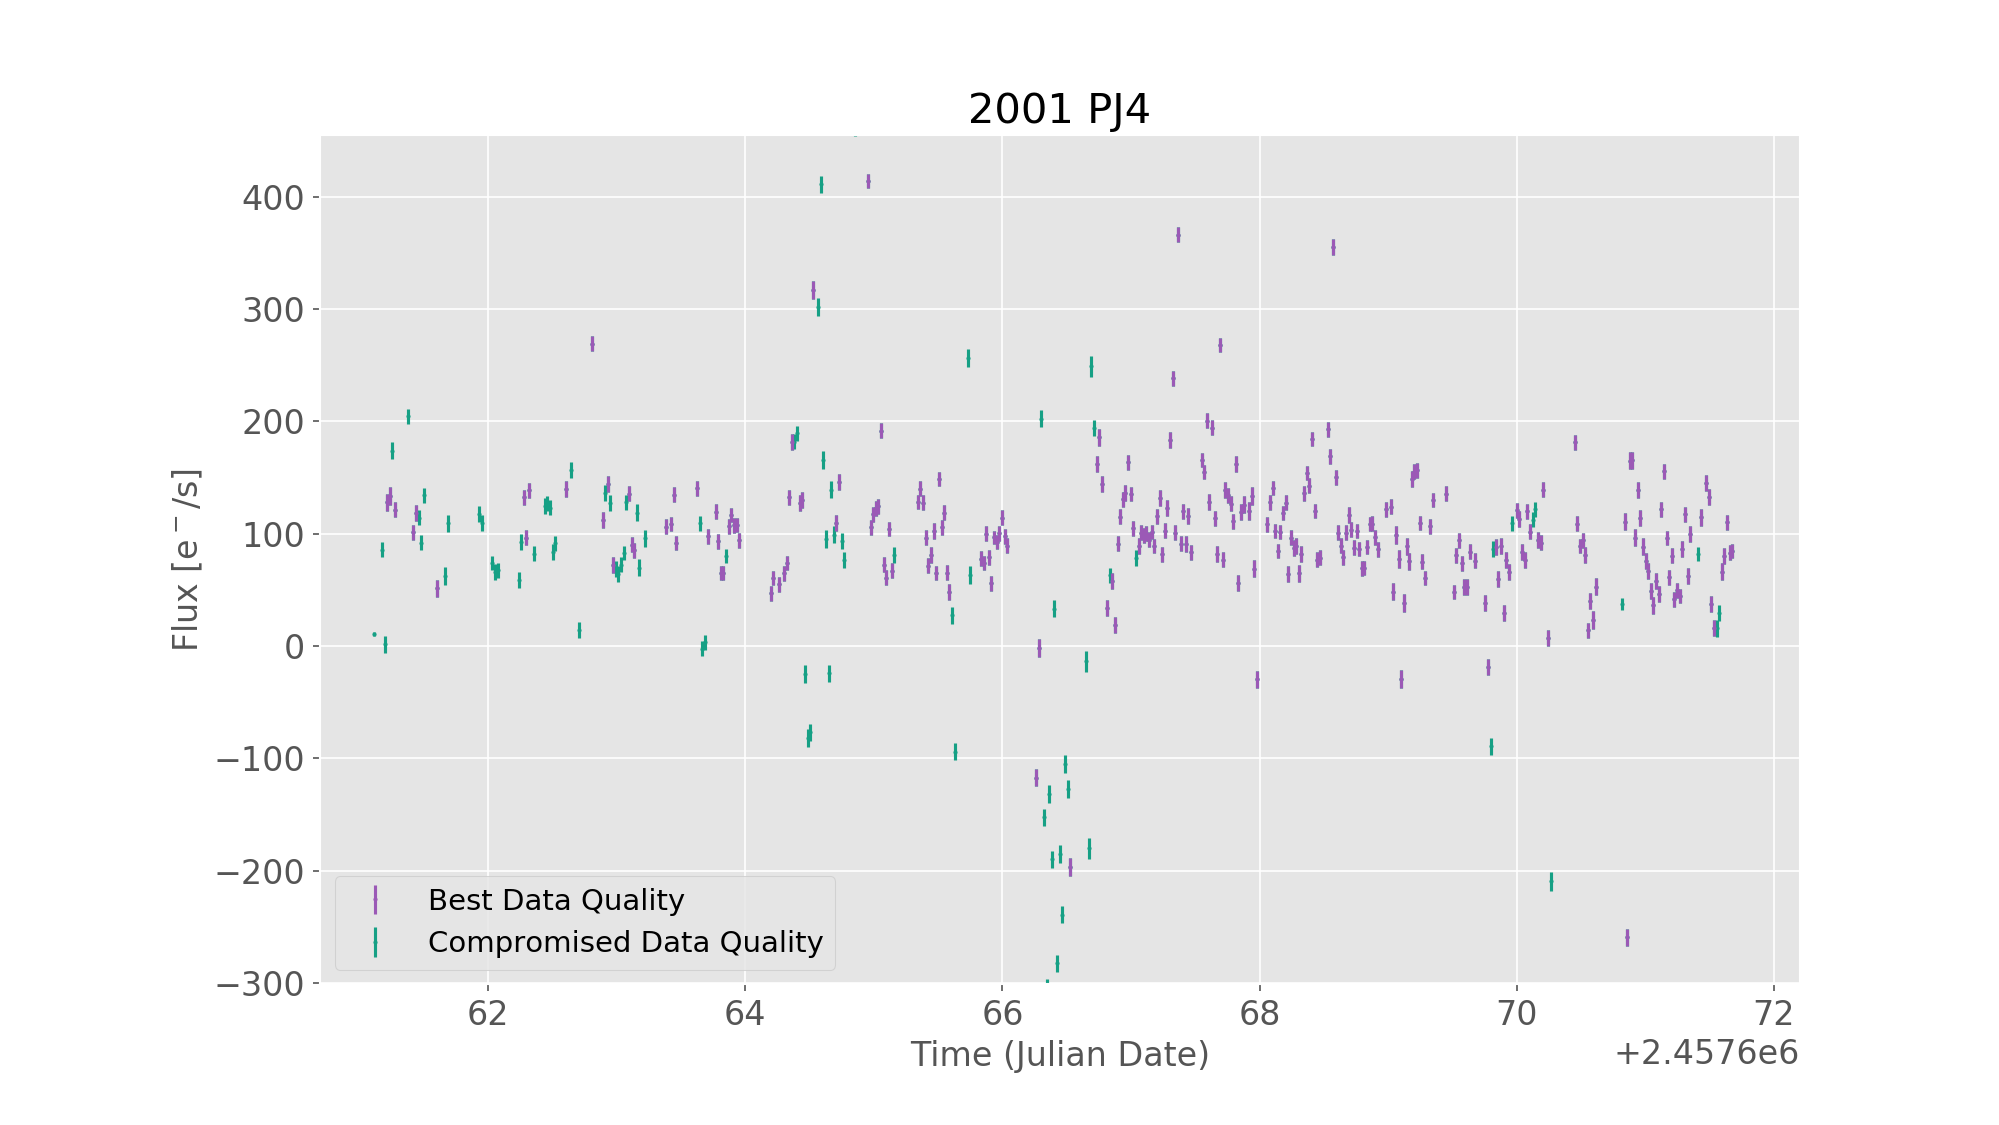 2001 PJ4
Flux [e⁻/s]
400
300
200
100
0
−100
−200
−300
Best Data Quality
Compromised Data Quality
62 64 66 68 70 72
Time (Julian Date)
+2.4576e6